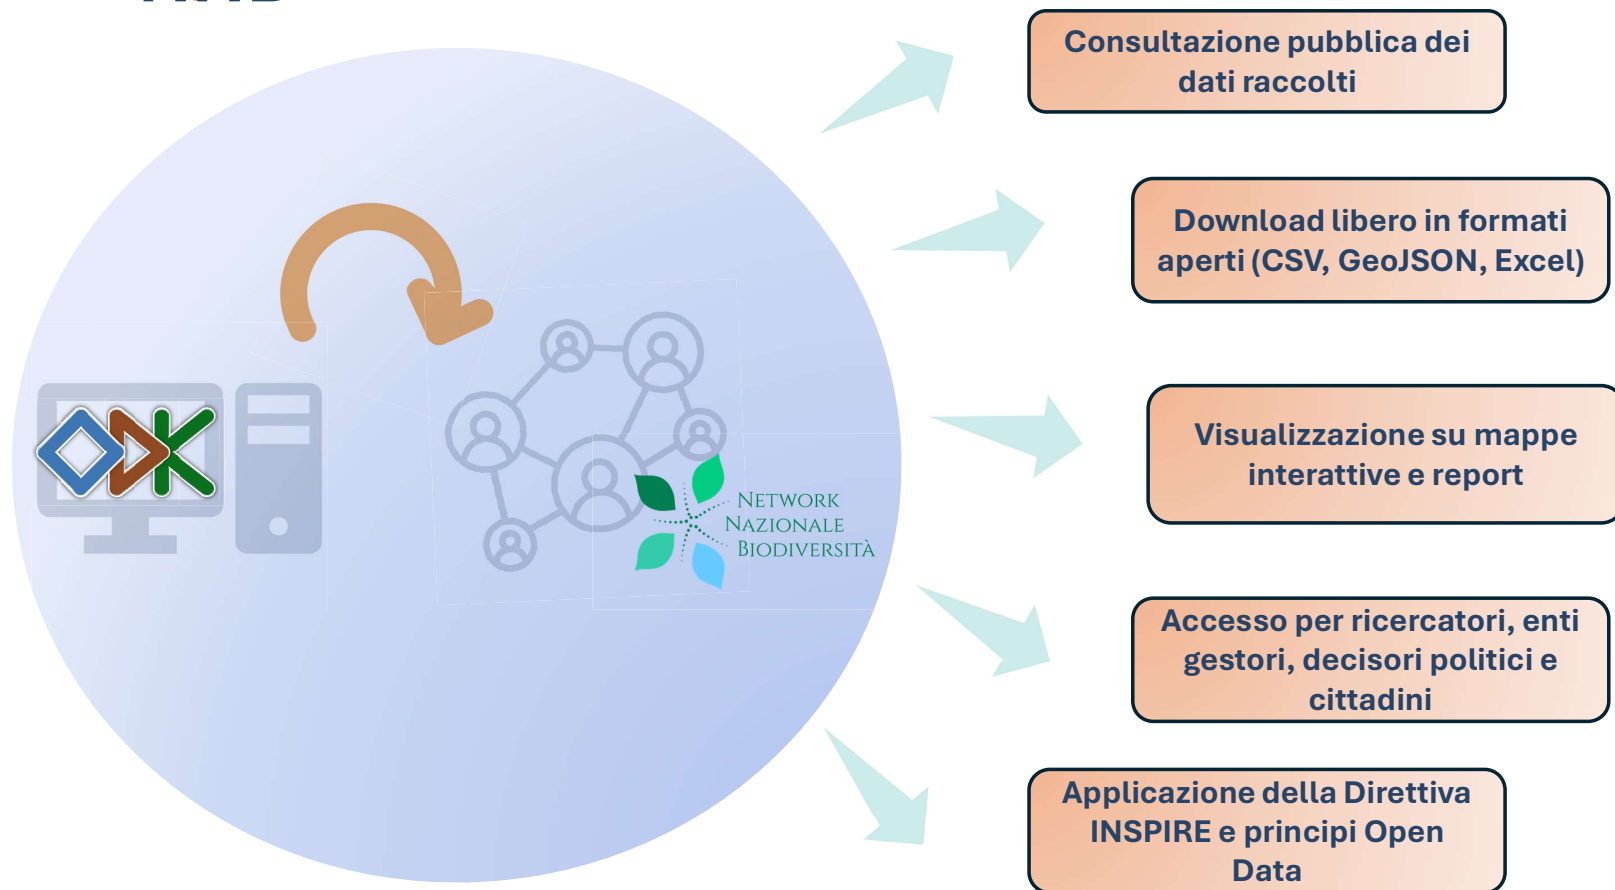 Consultazione pubblica dei
dati raccolti
Download libero in formati
aperti (CSV, GeoJSON, Excel)
Visualizzazione su mappe
interattive e report
Accesso per ricercatori, enti
gestori, decisori politici e
cittadini
Applicazione della Direttiva
INSPIRE e principi Open
Data
ODK
NETWORK
NAZIONALE
BIODIVERSITÀ